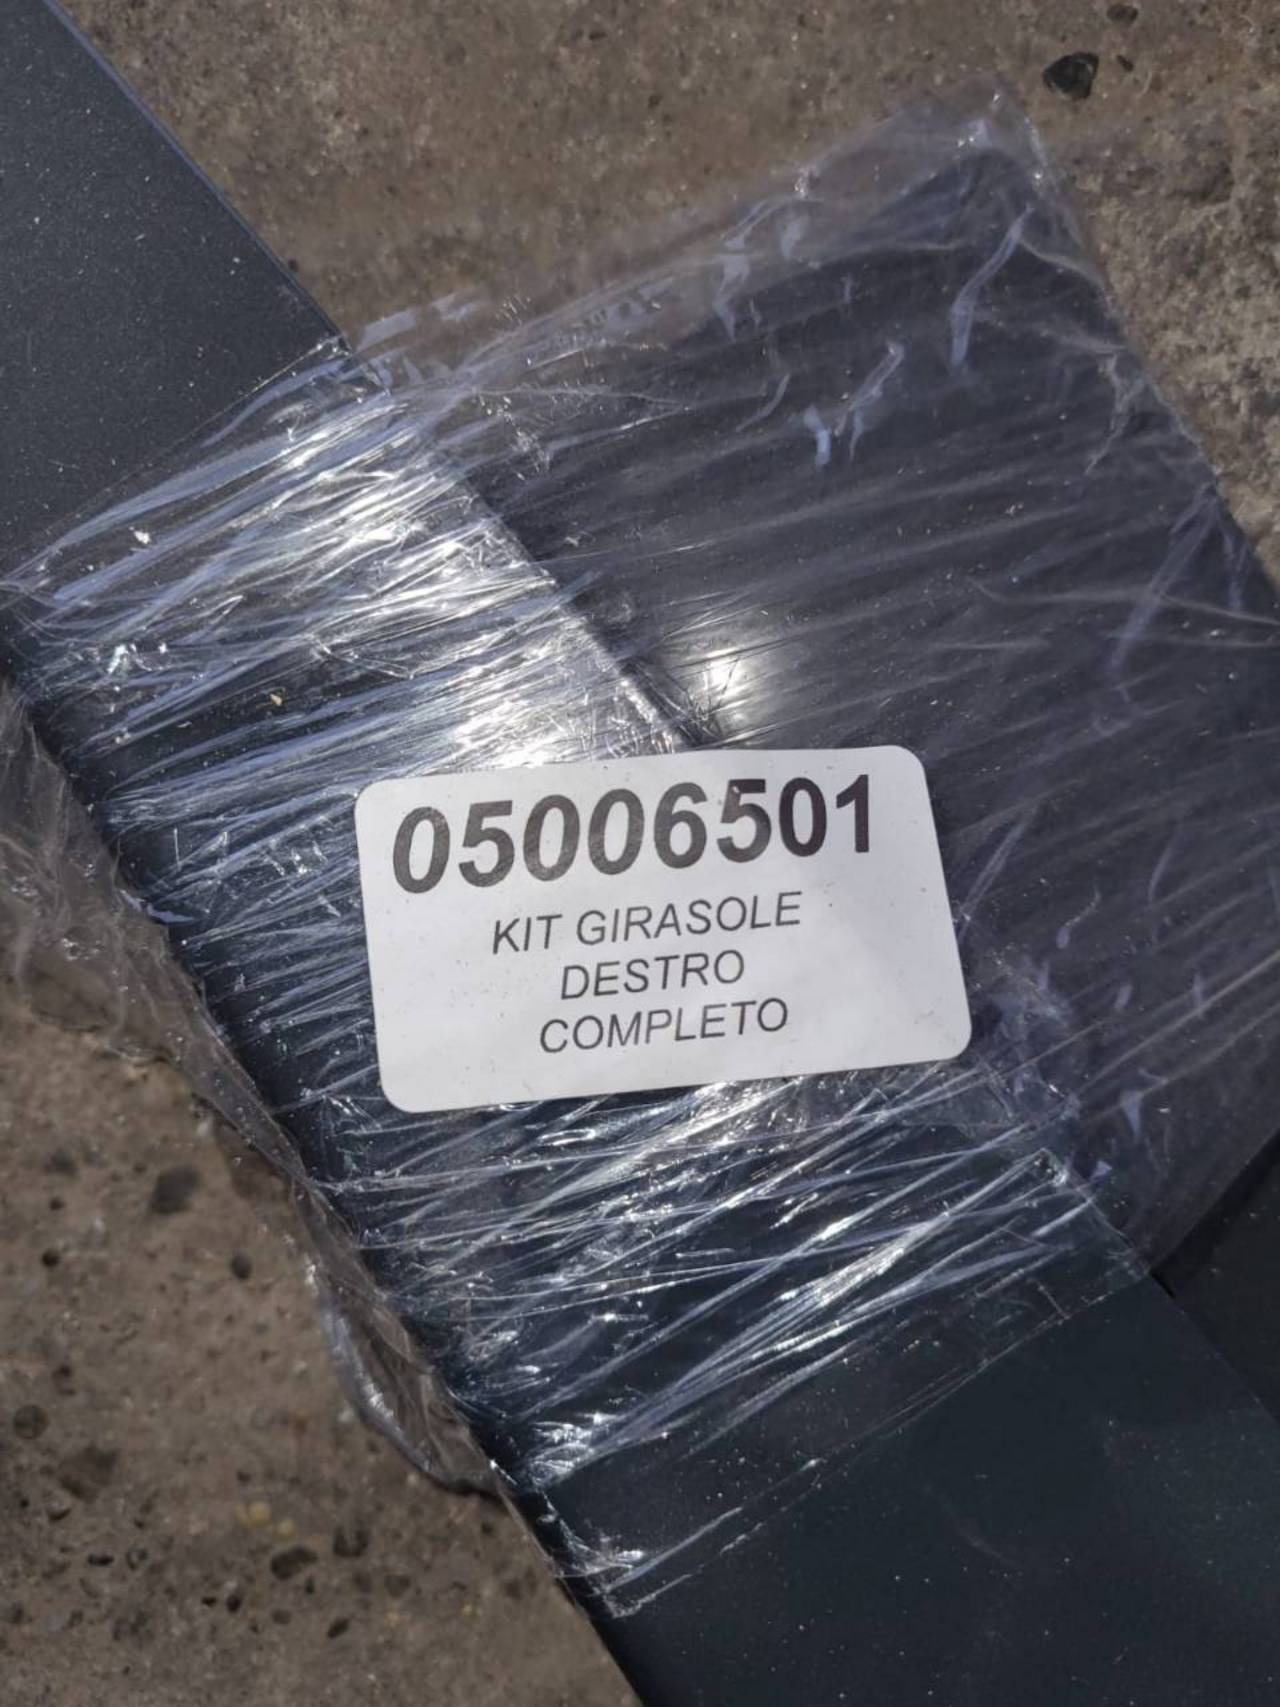 05006501
KIT GIRASOLE
DESTRO
COMPLETO